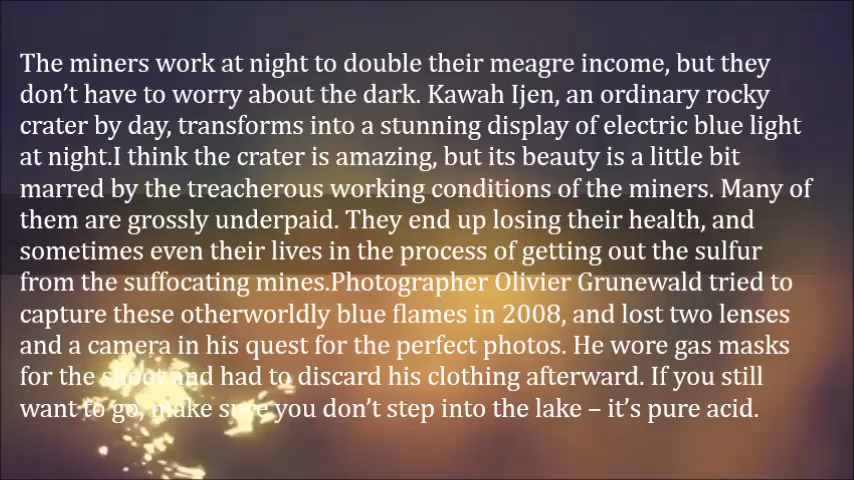 The miners work at night to double their meagre income, but they
don’t have to worry about the dark. Kawah Ijen, an ordinary rocky
crater by day, transforms into a stunning display of electric blue light
at night.I think the crater is amazing, but its beauty is a little bit
marred by the treacherous working conditions of the miners. Many of
them are grossly underpaid. They end up losing their health, and
sometimes even their lives in the process of getting out the sulfur
from the suffocating mines.Photographer Olivier Grunewald tried to
capture these otherworldly blue flames in 2008, and lost two lenses
and a camera in his quest for the perfect photos. He wore gas masks
for the shoot and had to discard his clothing afterward. If you still
want to go, make sure you don’t step into the lake – it’s pure acid.